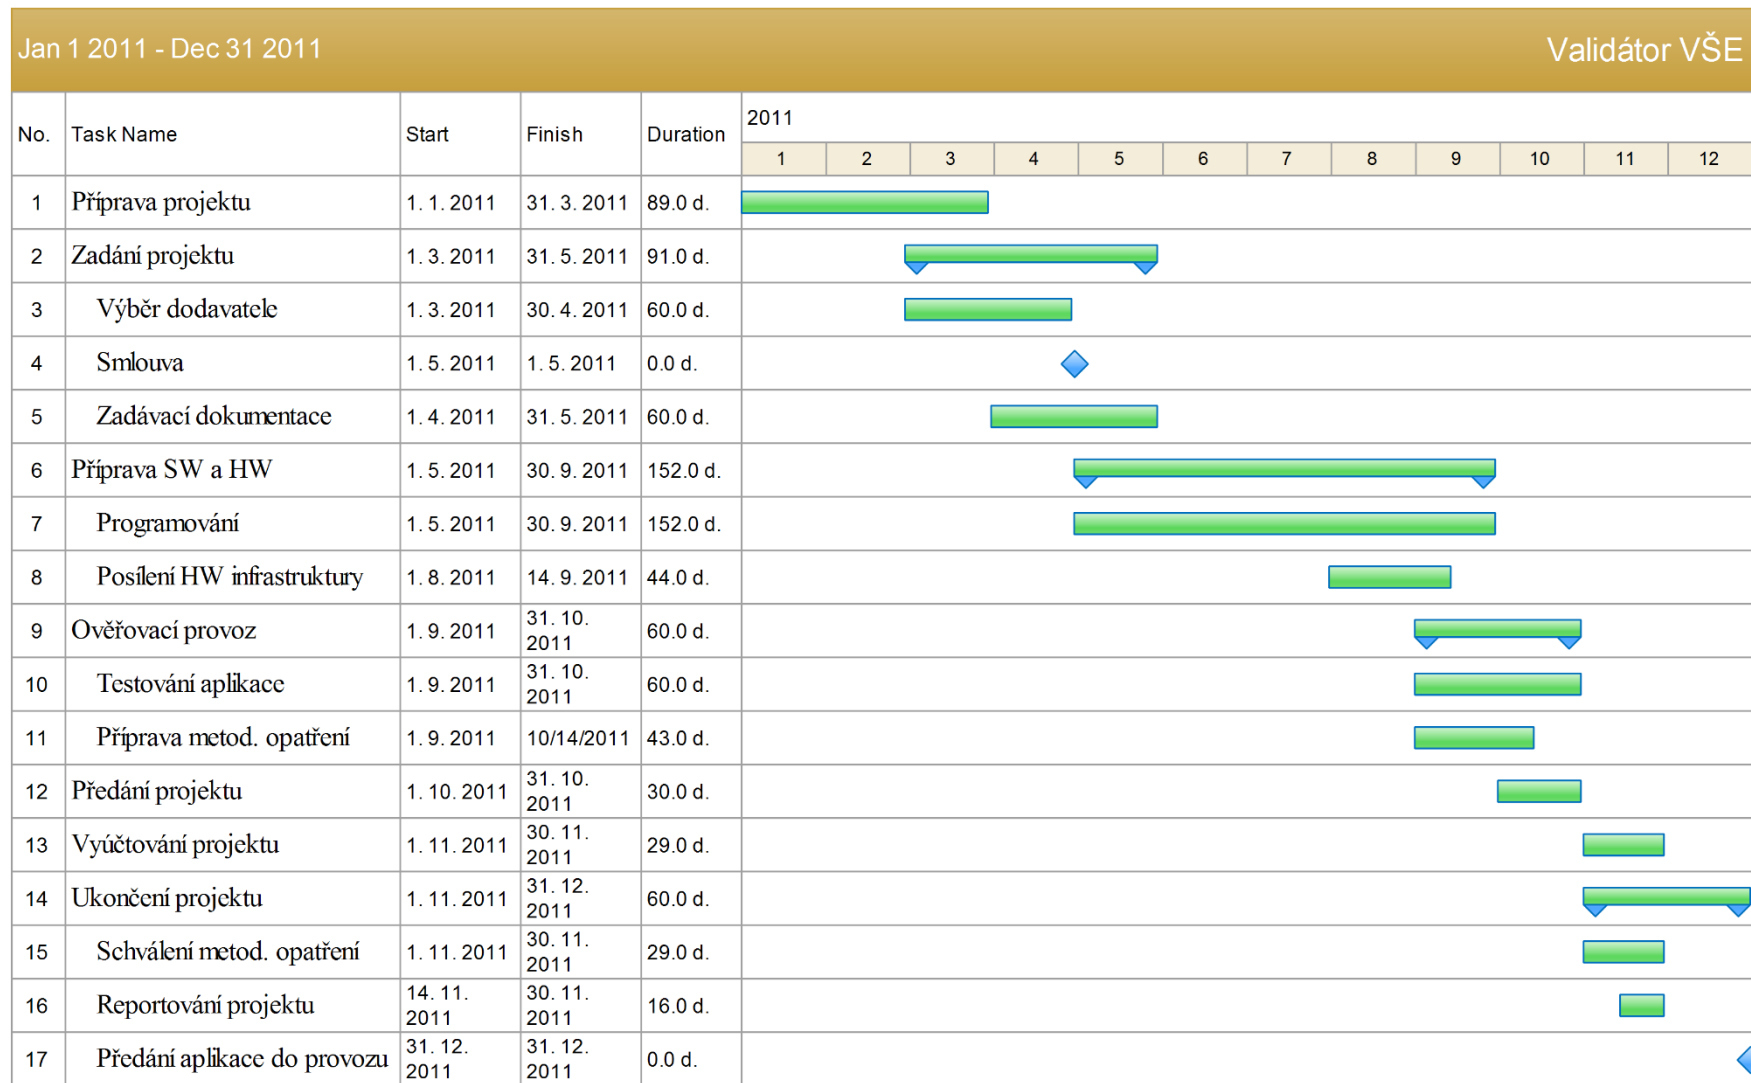 Jan 1 2011 - Dec 31 2011 Validátor VŠE
No. Task Name Start Finish Duration 2011
1 2 3 4 5 6 7 8 9 10 11 12
1 Příprava projektu 1. 1. 2011 31. 3. 2011 89.0 d.
2 Zadání projektu 1. 3. 2011 31. 5. 2011 91.0 d.
3 Výběr dodavatele 1. 3. 2011 30. 4. 2011 60.0 d.
4 Smlouva 1. 5. 2011 1. 5. 2011 0.0 d.
5 Zadávací dokumentace 1. 4. 2011 31. 5. 2011 60.0 d.
6 Příprava SW a HW 1. 5. 2011 30. 9. 2011 152.0 d.
7 Programování 1. 5. 2011 30. 9. 2011 152.0 d.
8 Posílení HW infrastruktury 1. 8. 2011 14. 9. 2011 44.0 d.
9 Ověřovací provoz 1. 9. 2011 31. 10. 2011 60.0 d.
10 Testování aplikace 1. 9. 2011 31. 10. 2011 60.0 d.
11 Příprava metod. opatření 1. 9. 2011 10/14/2011 43.0 d.
12 Předání projektu 1. 10. 2011 31. 10. 2011 30.0 d.
13 Vyúčtování projektu 1. 11. 2011 30. 11. 2011 29.0 d.
14 Ukončení projektu 1. 11. 2011 31. 12. 2011 60.0 d.
15 Schválení metod. opatření 1. 11. 2011 30. 11. 2011 29.0 d.
16 Reportování projektu 14. 11. 2011 30. 11. 2011 16.0 d.
17 Předání aplikace do provozu 31. 12. 2011 31. 12. 2011 0.0 d.